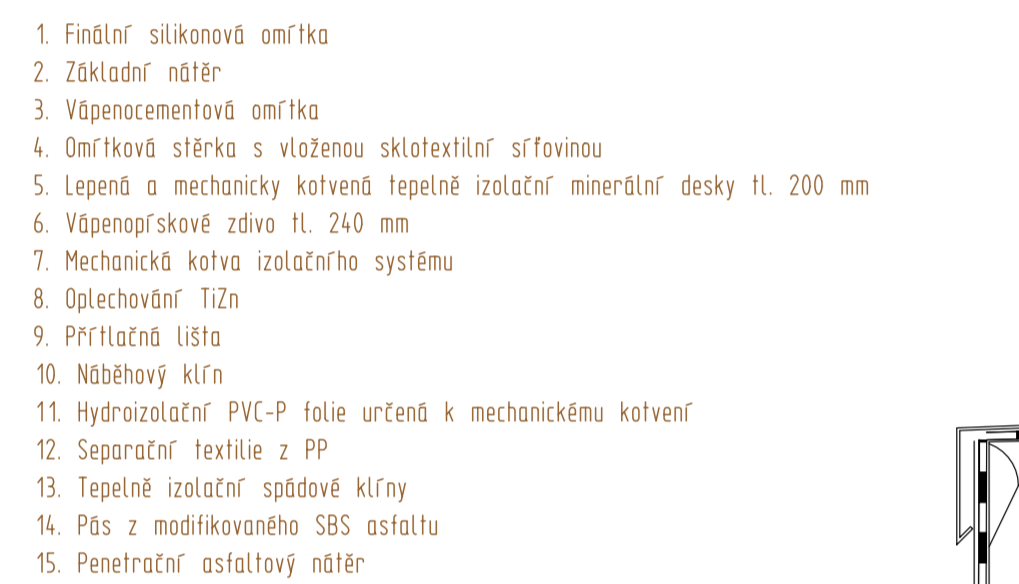 1. Finální silikonová omítka
2. Základní nátěr
3. Vápenocementová omítka
4. Omítková stěrka s vloženou sklotextilní síťovinou
5. Lepená a mechanicky kotvená tepelně izolační minerální desky tl. 200 mm
6. Vápenopískové zdivo tl. 240 mm
7. Mechanická kotva izolačního systému
8. Oplechování TiZn
9. Přítlačná lišta
10. Náběhový klín
11. Hydroizolační PVC-P folie určená k mechanickému kotvení
12. Separační textilie z PP
13. Tepelně izolační spádové klíny
14. Pás z modifikovaného SBS asfaltu
15. Penetrační asfaltový nátěr